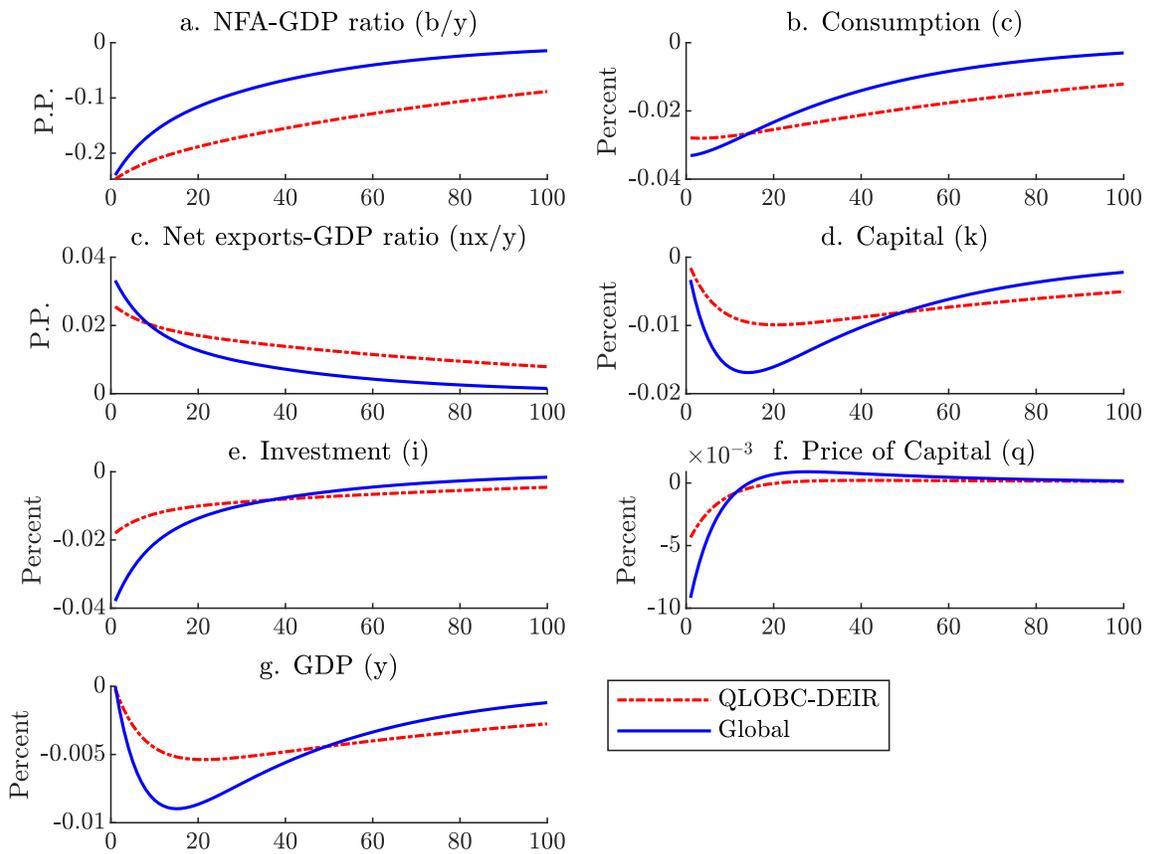 a. NFA-GDP ratio (b/y)
0
-0.1
-0.2
P.P.
0 20 40 60 80 100
b. Consumption (c)
0
-0.02
-0.04
Percent
0 20 40 60 80 100
c. Net exports-GDP ratio (nx/y)
0.04
0.02
0
P.P.
0 20 40 60 80 100
d. Capital (k)
0
-0.01
-0.02
Percent
0 20 40 60 80 100
e. Investment (i)
0
-0.02
-0.04
Percent
0 20 40 60 80 100
×10⁻³ f. Price of Capital (q)
0
-5
-10
Percent
0 20 40 60 80 100
g. GDP (y)
0
-0.005
-0.01
Percent
0 20 40 60 80 100
QLOBC-DEIR
Global